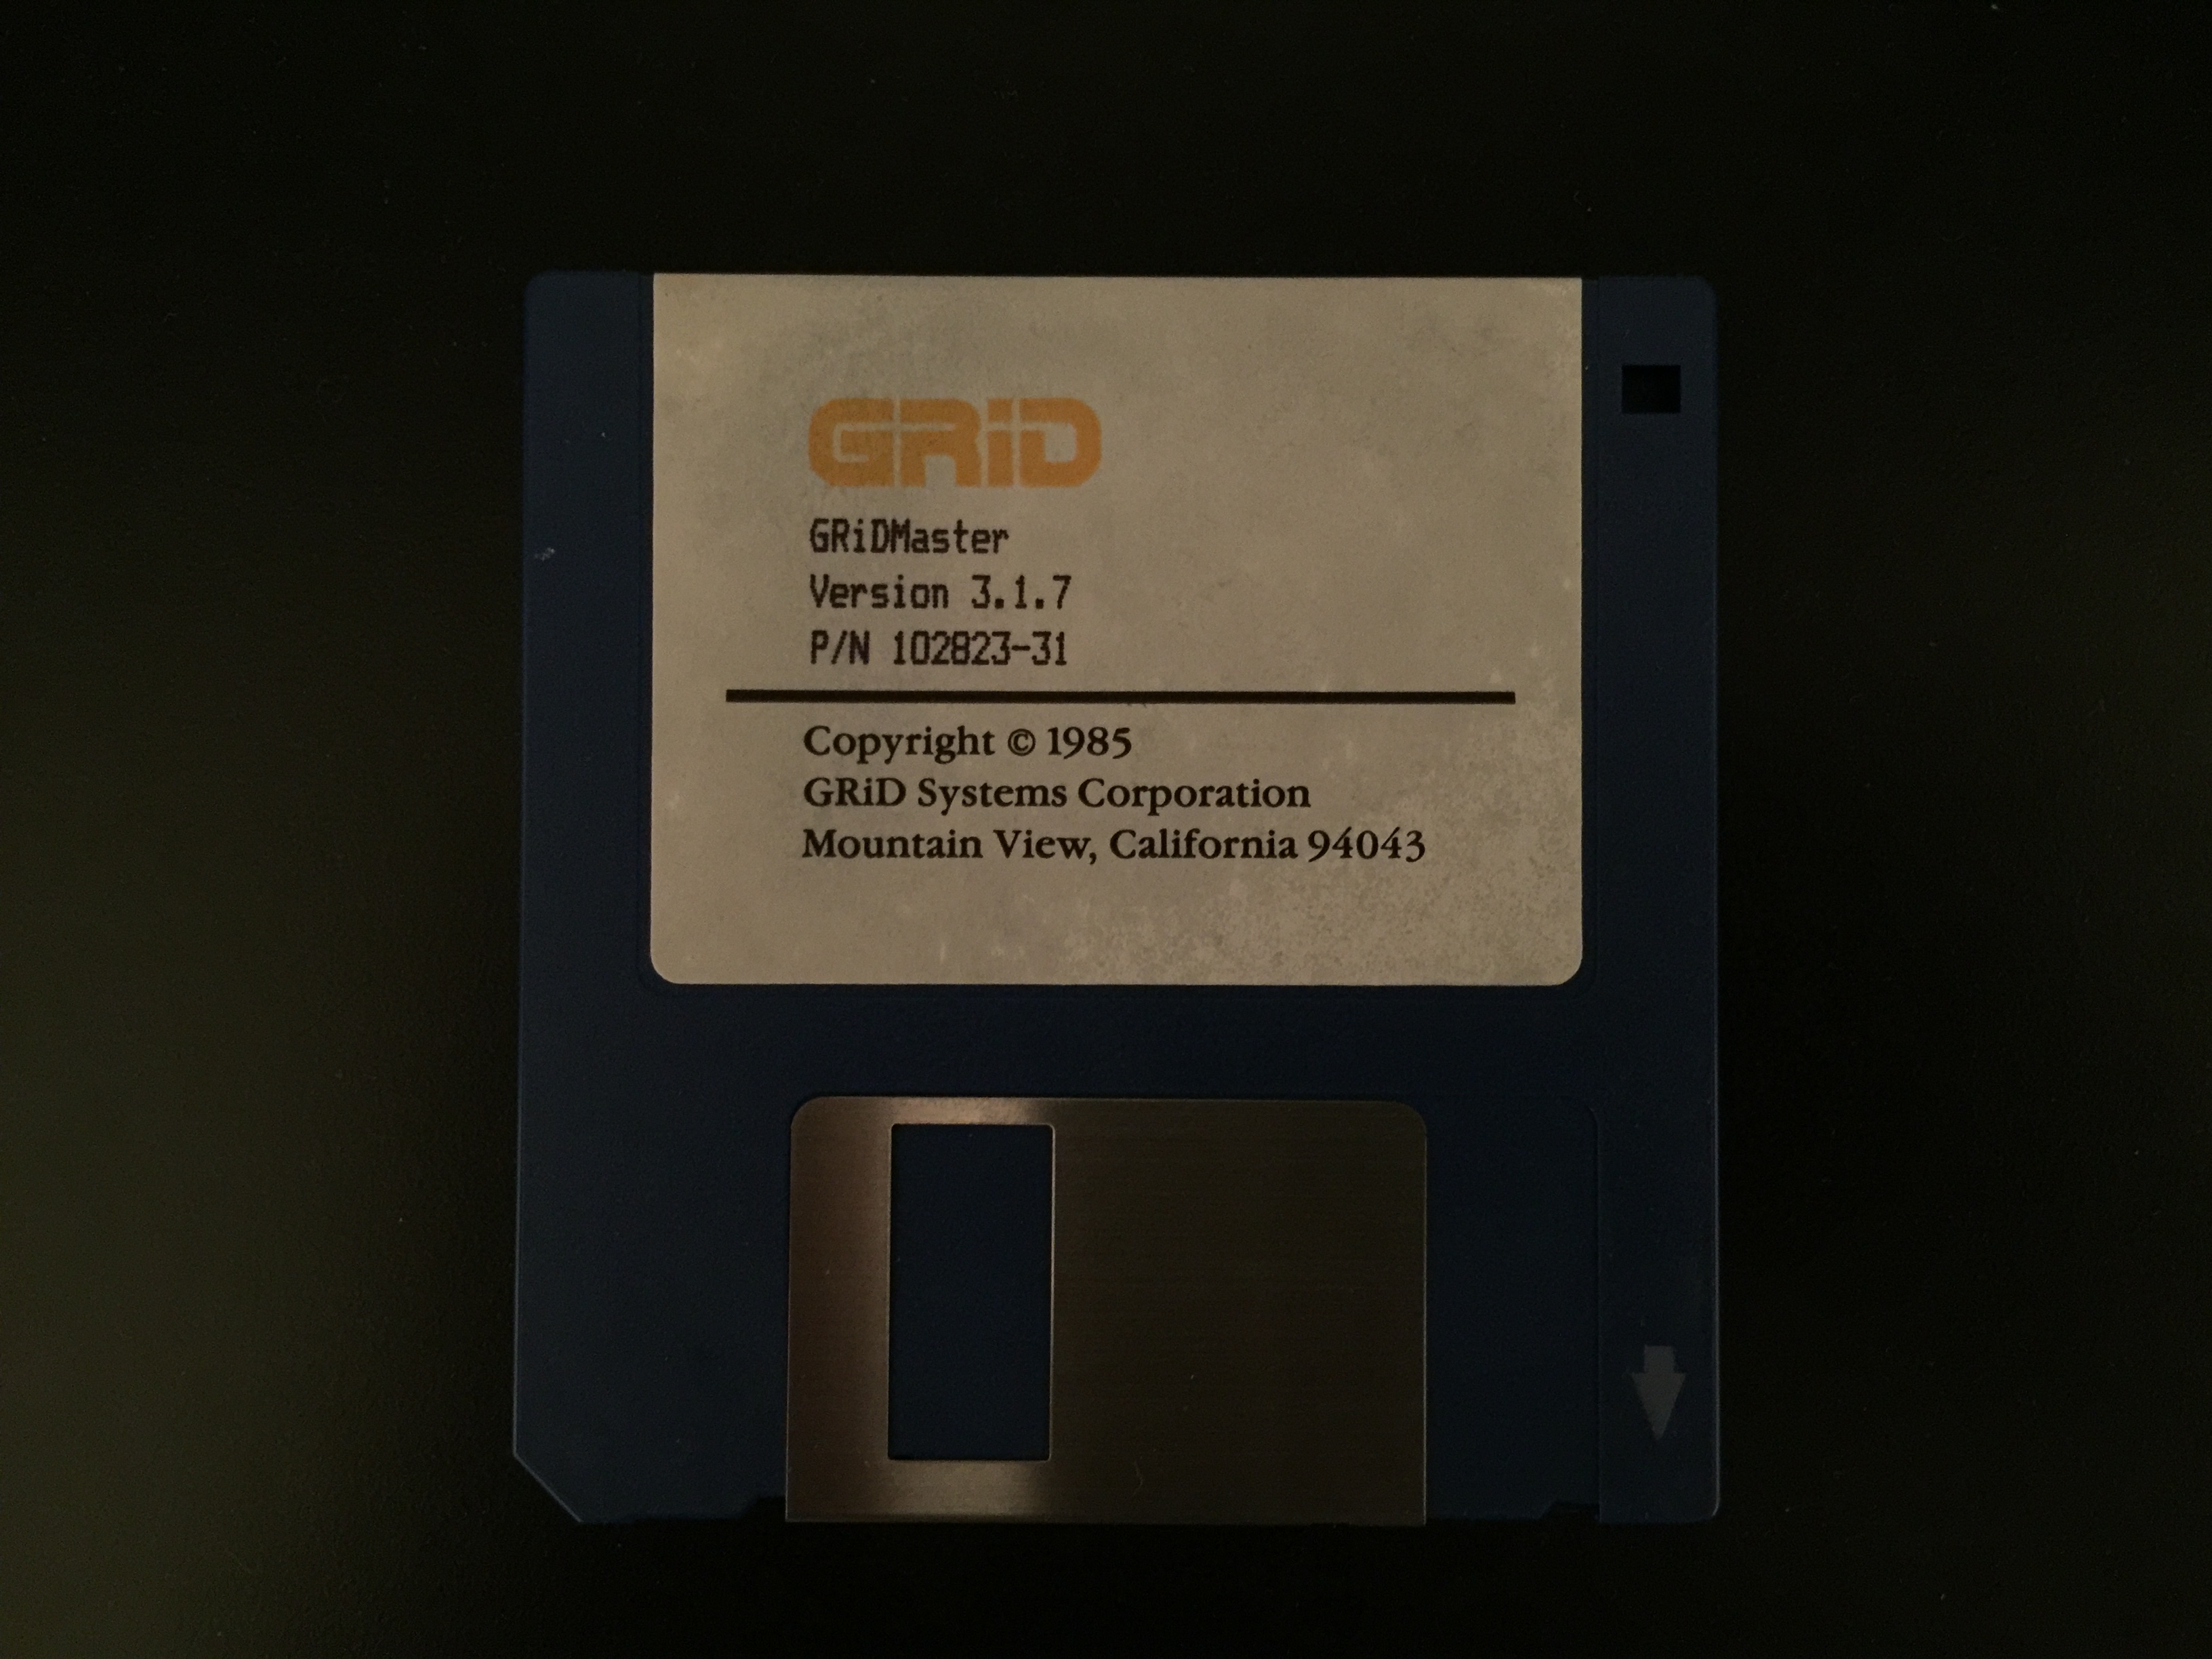 GRiD
GRiDMaster
Version 3.1.7
P/N 102823-31
Copyright © 1985
GRiD Systems Corporation
Mountain View, California 94043